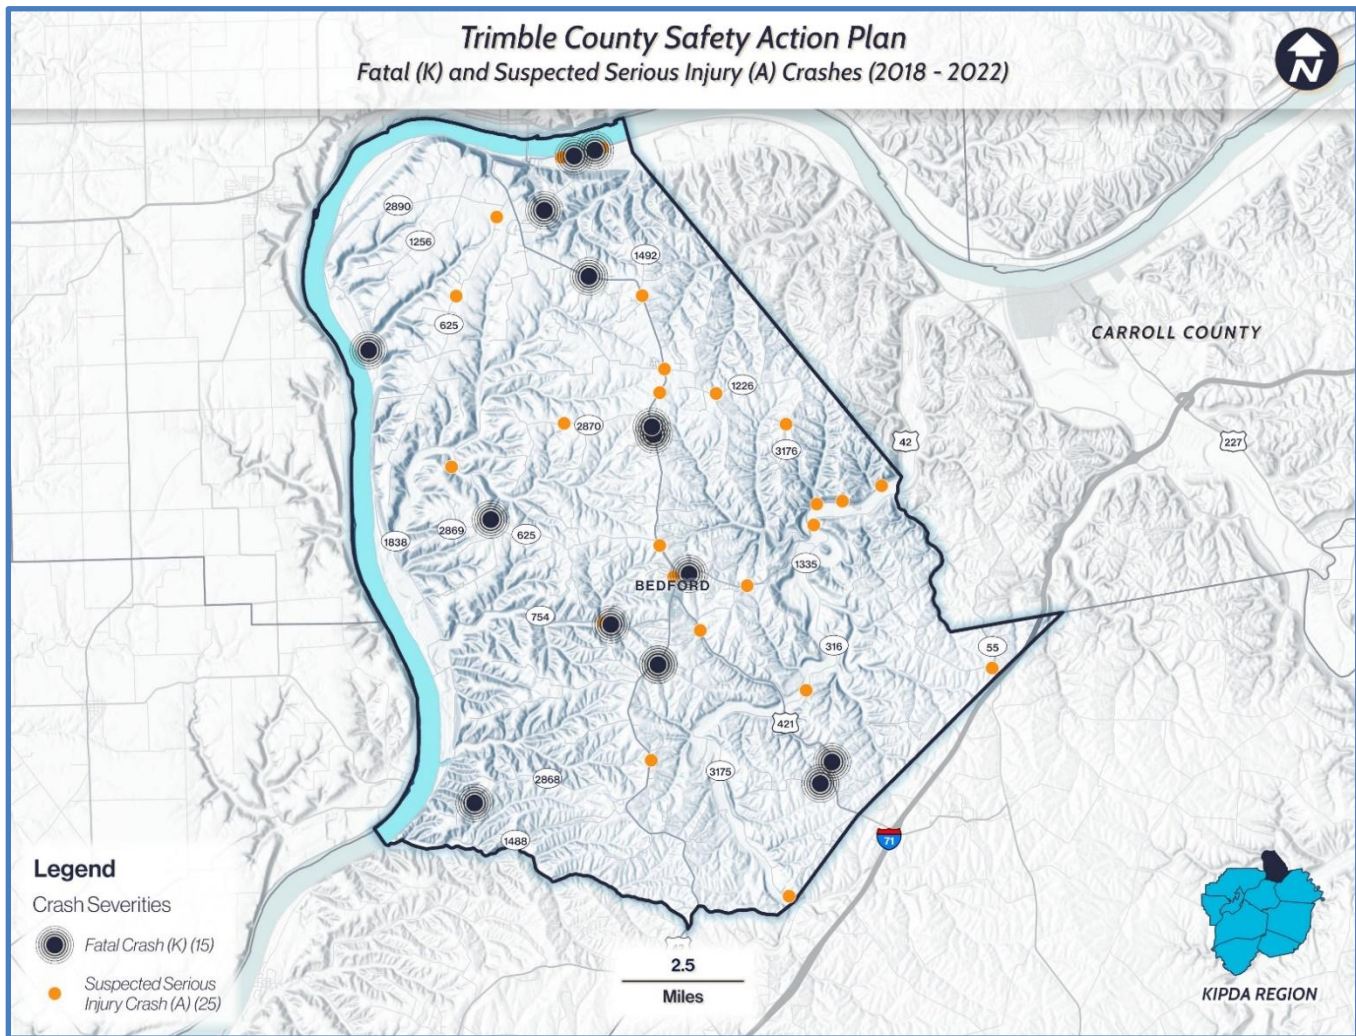 Trimble County Safety Action Plan
Fatal (K) and Suspected Serious Injury (A) Crashes (2018 - 2022)
N
2890
1256
1492
625
CARROLL COUNTY
1226
2870
42
227
3176
2869
625
1838
1335
BEDFORD
754
316
55
421
3175
2868
1488
71
Legend
Crash Severities
Fatal Crash (K) (15)
Suspected Serious
Injury Crash (A) (25)
42
2.5
Miles
KIPDA REGION